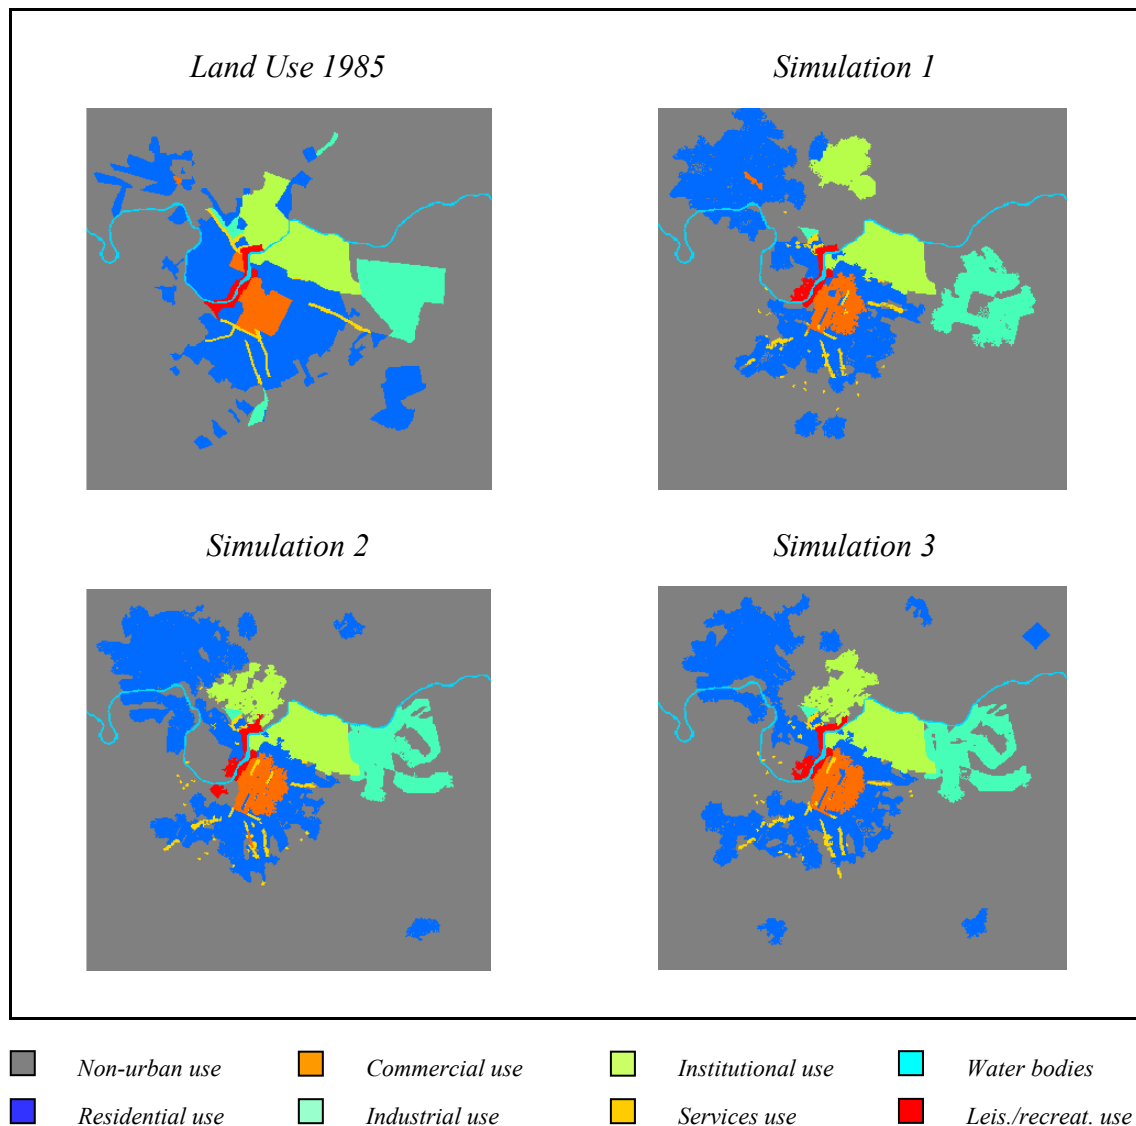 Land Use 1985
Simulation 1
Simulation 2
Simulation 3
Non-urban use
Commercial use
Institutional use
Water bodies
Residential use
Industrial use
Services use
Leis./recreat. use